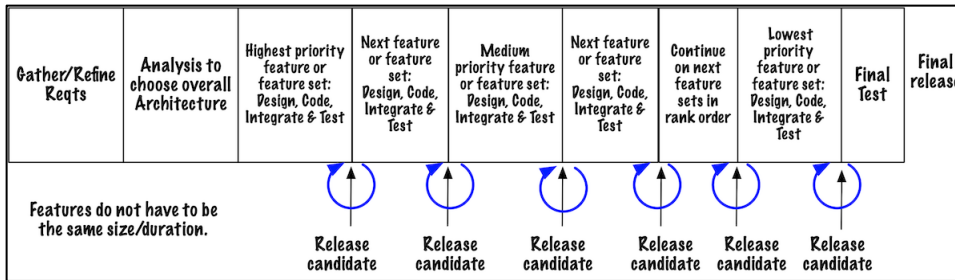 Gather/Refine
Reqts
Analysis to
choose overall
Architecture
Highest priority
feature or
feature set:
Design, Code,
Integrate & Test
Next feature
or feature
set:
Design, Code,
Integrate &
Test
Medium
priority feature
or feature set:
Design, Code,
Integrate & Test
Next feature
or feature
set:
Design, Code,
Integrate &
Test
Continue
on next
feature
sets in
rank order
Lowest
priority
feature or
feature set:
Design, Code,
Integrate &
Test
Final
Test
Final
release
Features do not have to be
the same size/duration.
Release
candidate
Release
candidate
Release
candidate
Release
candidate
Release
candidate
Release
candidate